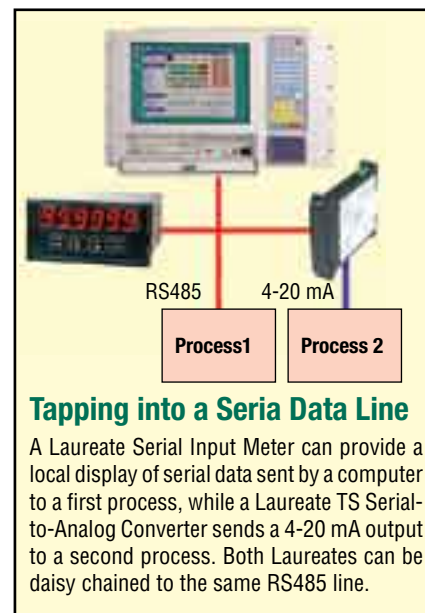 999999
RS485 4-20 mA
Process1 Process 2
Tapping into a Seria Data Line
A Laureate Serial Input Meter can provide a
local display of serial data sent by a computer
to a first process, while a Laureate TS Serial-
to-Analog Converter sends a 4-20 mA output
to a second process. Both Laureates can be
daisy chained to the same RS485 line.